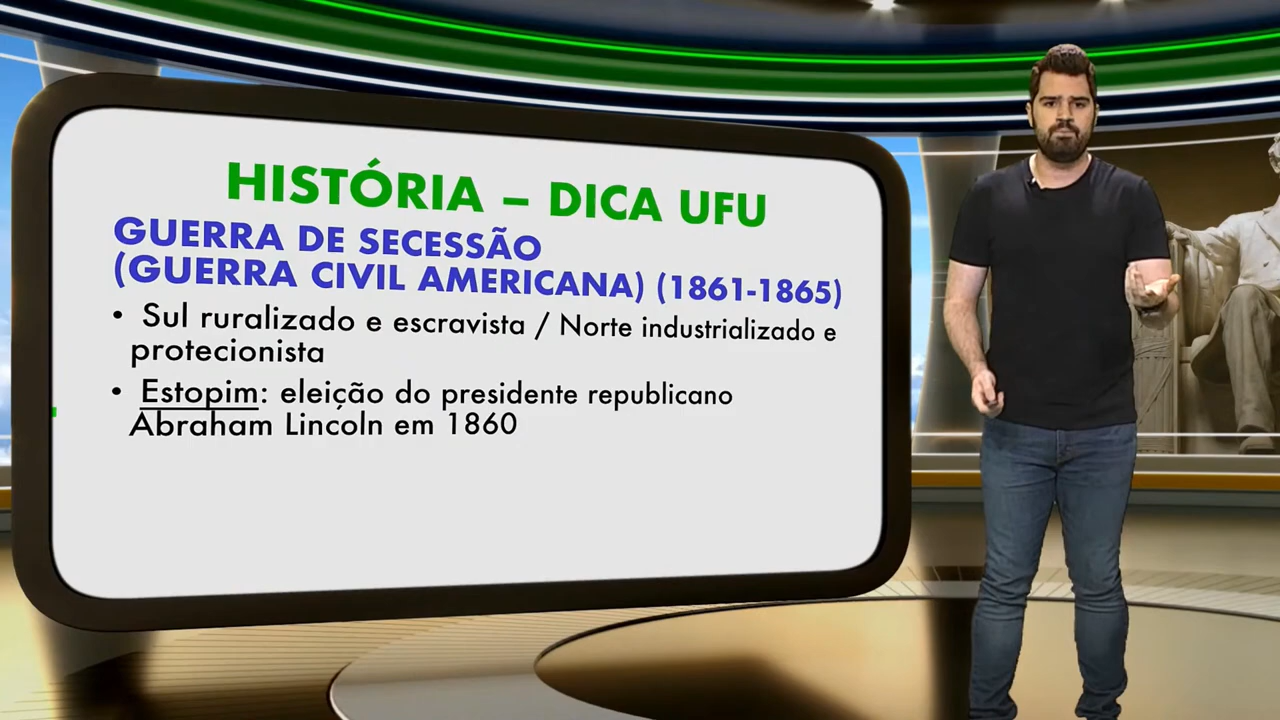 HISTÓRIA – DICA UFU
GUERRA DE SECESSÃO
(GUERRA CIVIL AMERICANA) (1861-1865)
• Sul ruralizado e escravista / Norte industrializado e
protecionista
• Estopim: eleição do presidente republicano
Abraham Lincoln em 1860